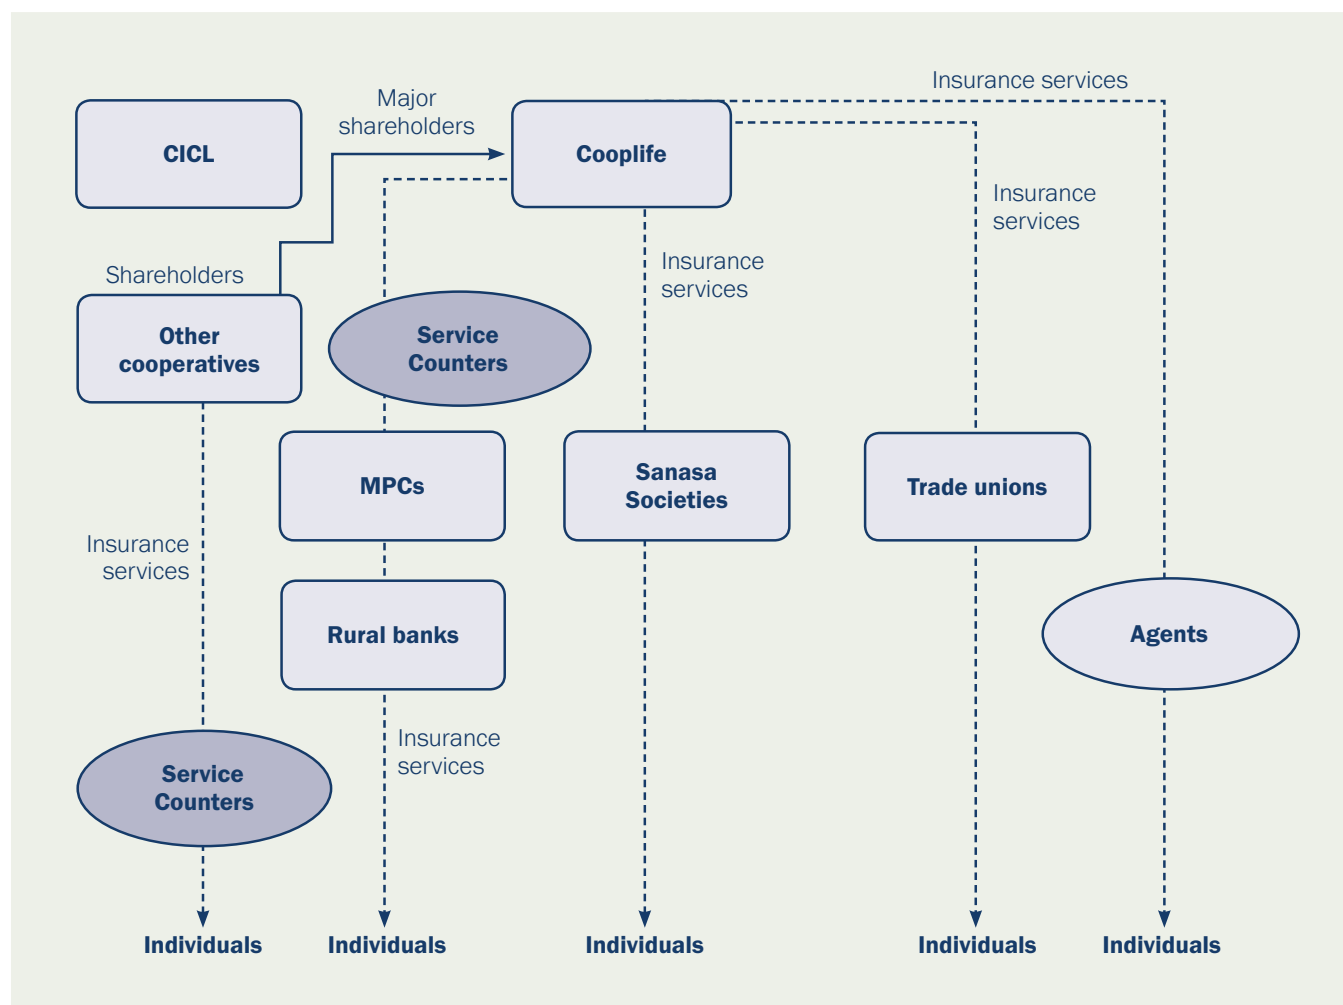 Insurance services
Major
shareholders
CICL
Cooplife
Insurance
services
Insurance
services
Shareholders
Other
cooperatives
Service
Counters
MPCs
Sanasa
Societies
Trade unions
Insurance
services
Rural banks
Agents
Insurance
services
Service
Counters
Individuals
Individuals
Individuals
Individuals
Individuals